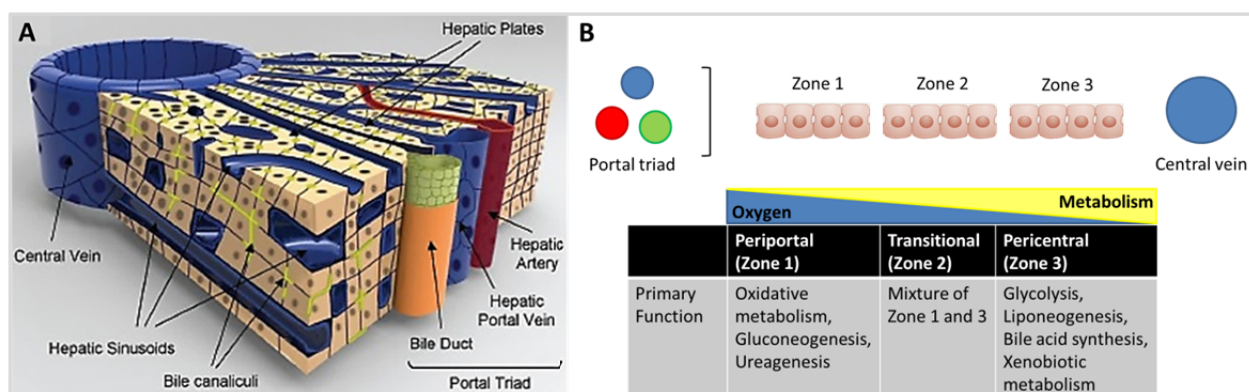 A
Hepatic Plates
Central Vein
Hepatic Sinusoids
Bile canaliculi
Hepatic
Artery
Hepatic
Portal Vein
Bile Duct
Portal Triad
B
Zone 1
Zone 2
Zone 3
Portal triad
Central vein
Oxygen
Metabolism
Periportal
(Zone 1)
Transitional
(Zone 2)
Pericentral
(Zone 3)
Primary
Function
Oxidative
metabolism,
Gluconeogenesis,
Ureagenesis
Mixture of
Zone 1 and 3
Glycolysis,
Liponeogenesis,
Bile acid synthesis,
Xenobiotic
metabolism